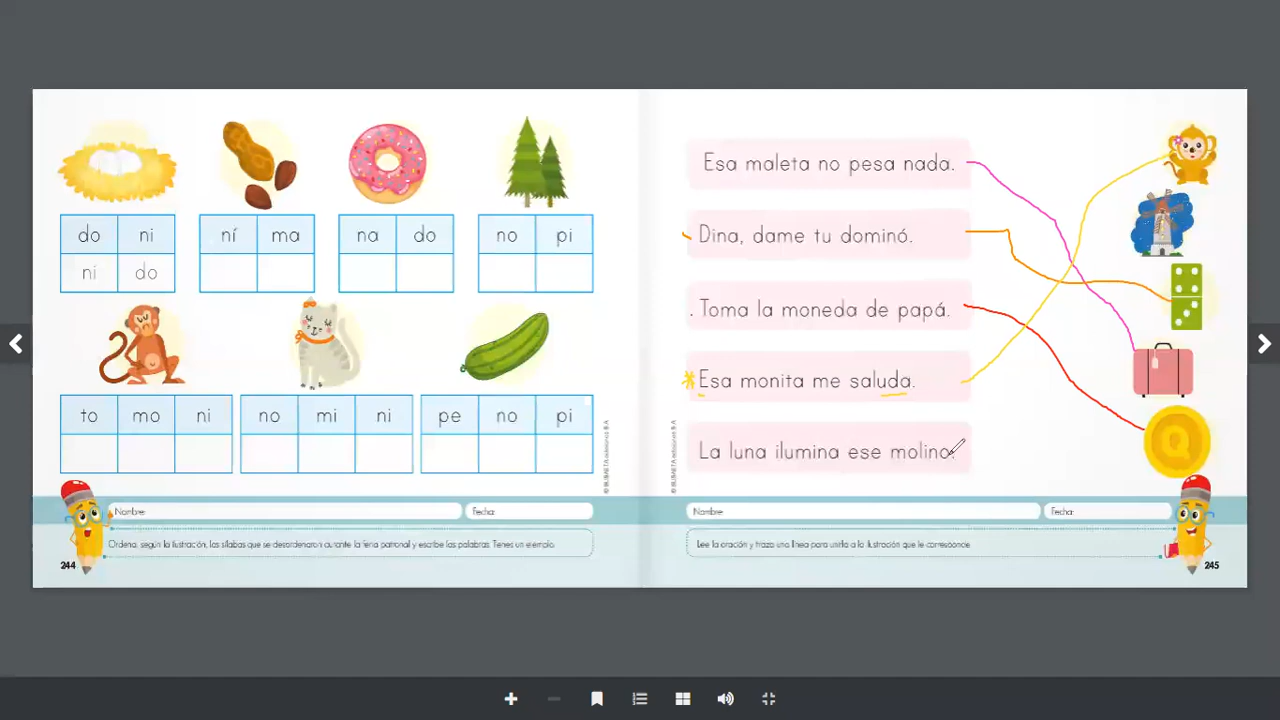 do ni
ni do
ní ma
na do
no pi
to mo ni
no mi ni
pe no pi
© BUBAETA ediciones S.A.
Nombre: Fecha:
Ordena, según la ilustración, las sílabas que se desordenaron durante la feria patronal y escribe las palabras. Tienes un ejemplo.
244
Esa maleta no pesa nada.
Dina, dame tu dominó.
Toma la moneda de papá.
Esa monita me saluda.
La luna ilumina ese molino.
Q
Nombre: Fecha:
Lee la oración y traza una línea para unirla a la ilustración que le corresponde.
245